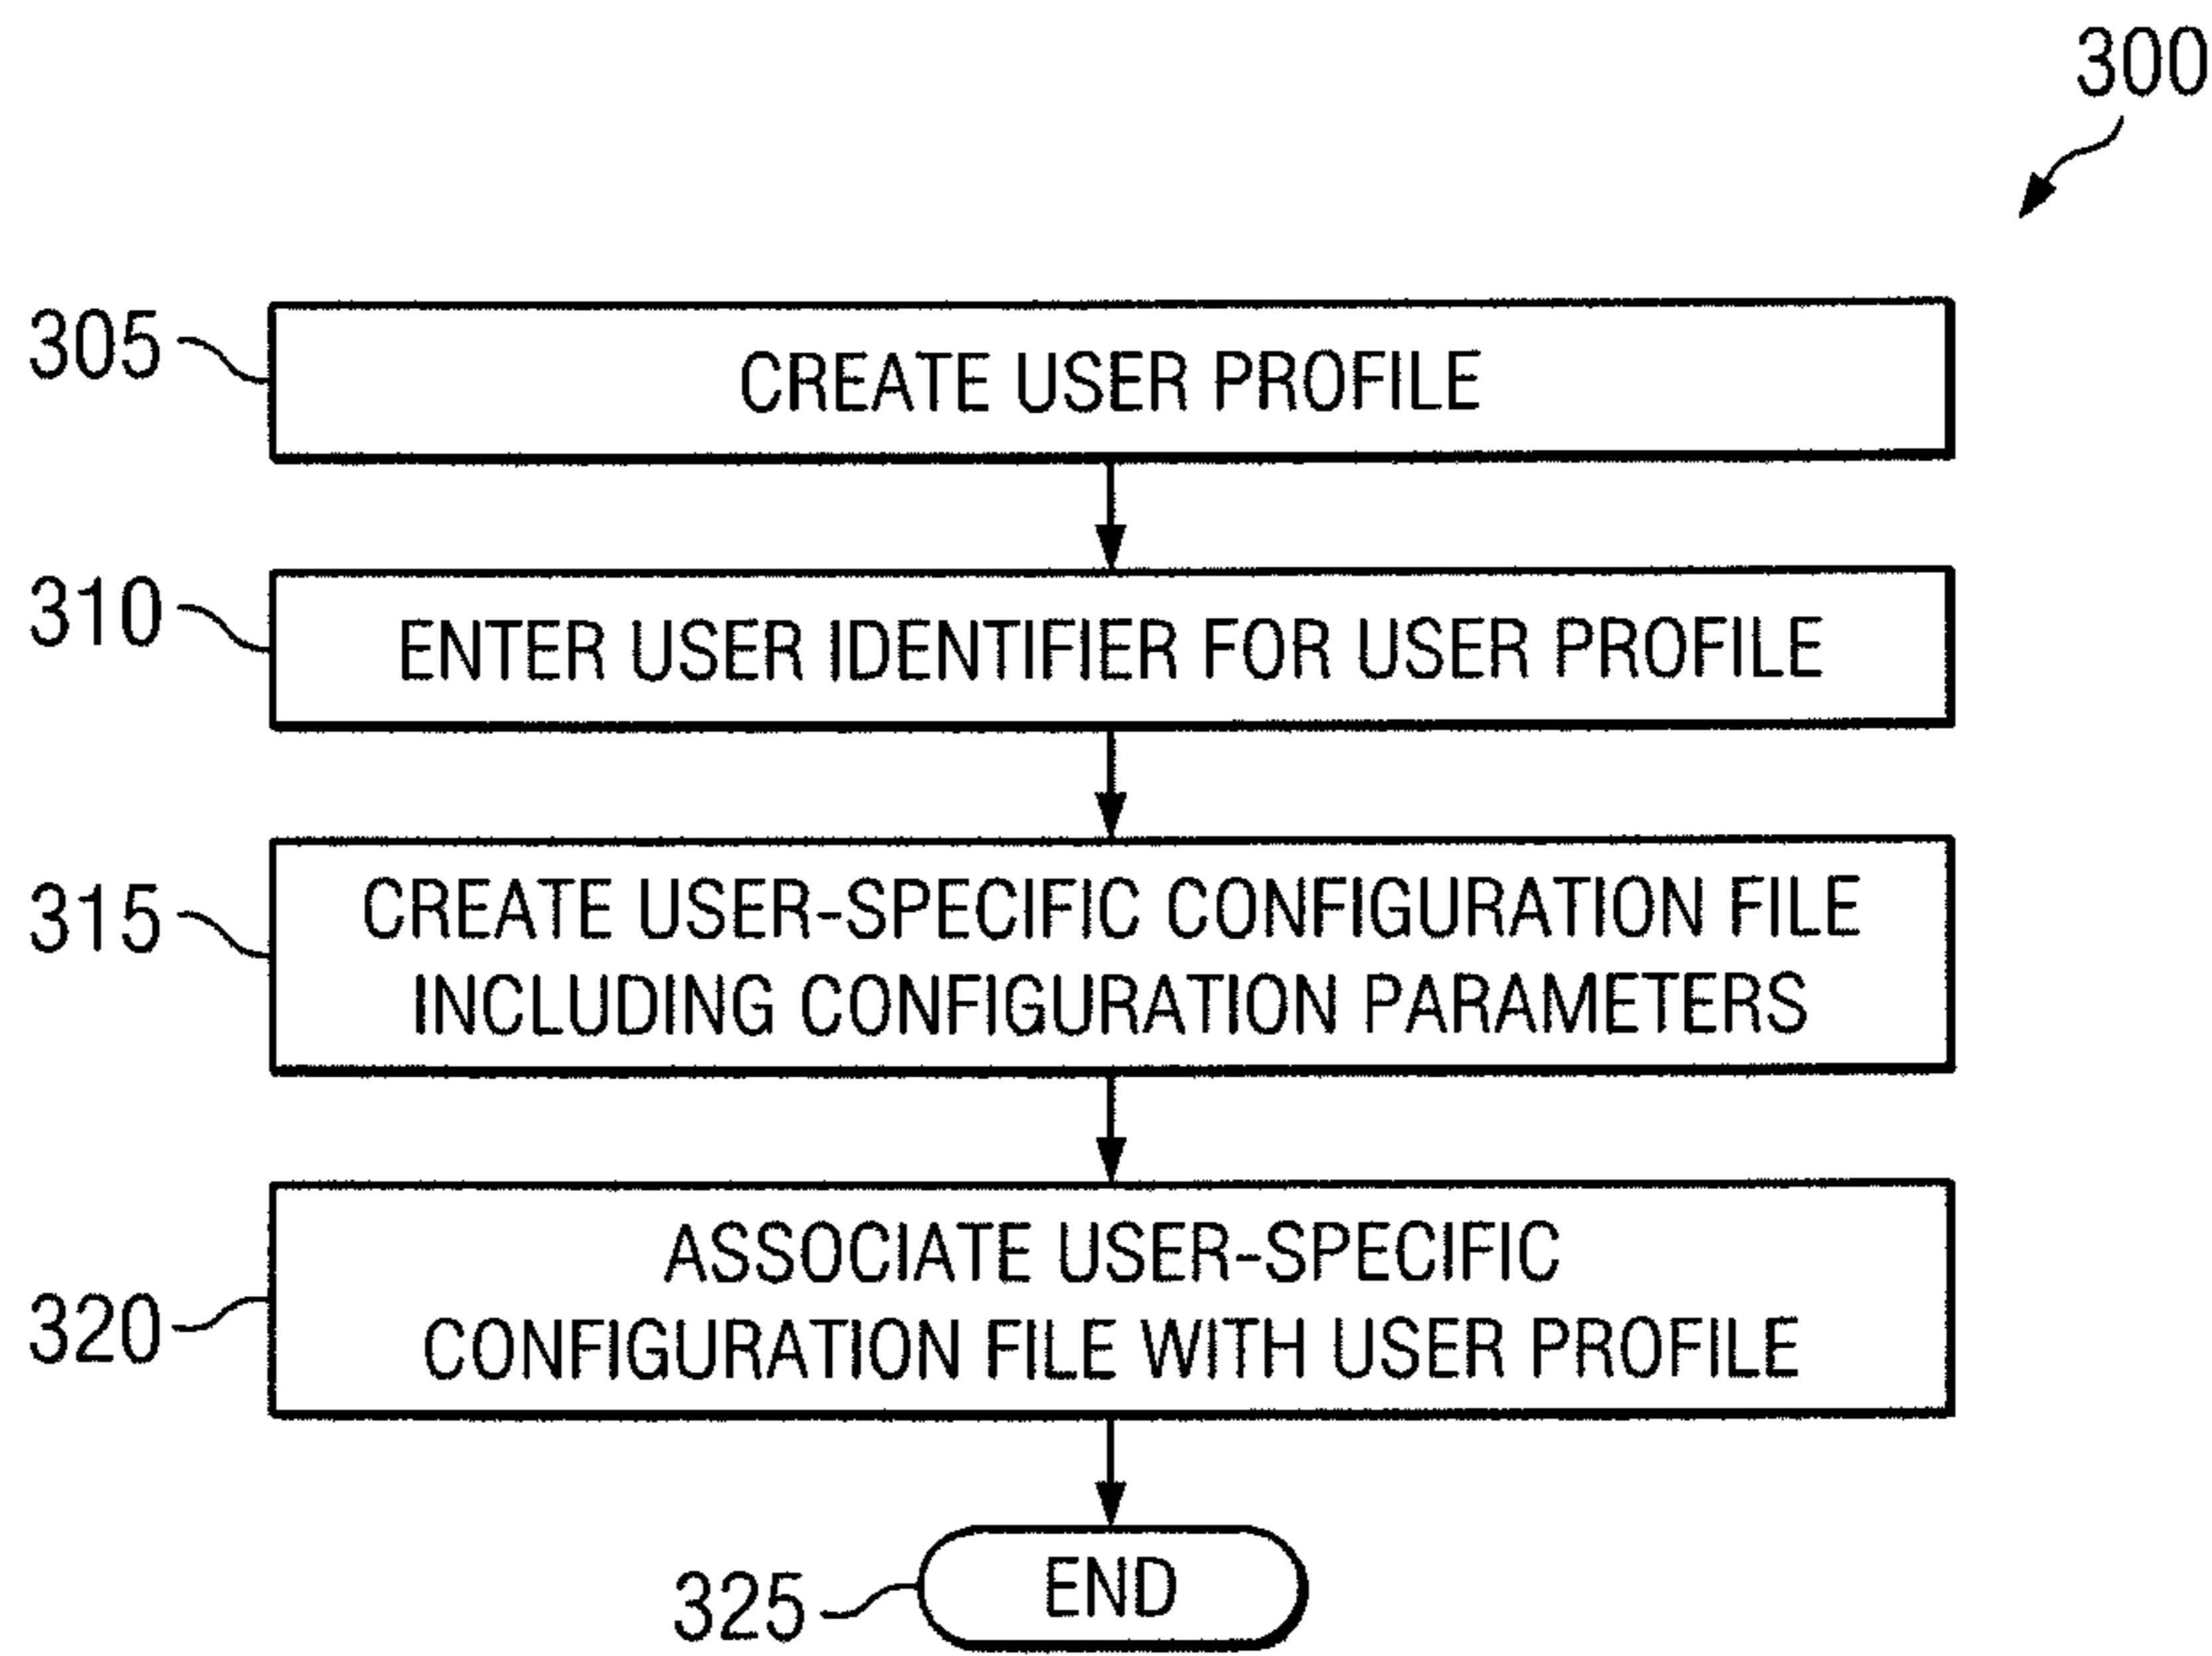 300
305
CREATE USER PROFILE
310
ENTER USER IDENTIFIER FOR USER PROFILE
315
CREATE USER-SPECIFIC CONFIGURATION FILE
INCLUDING CONFIGURATION PARAMETERS
320
ASSOCIATE USER-SPECIFIC
CONFIGURATION FILE WITH USER PROFILE
325
END